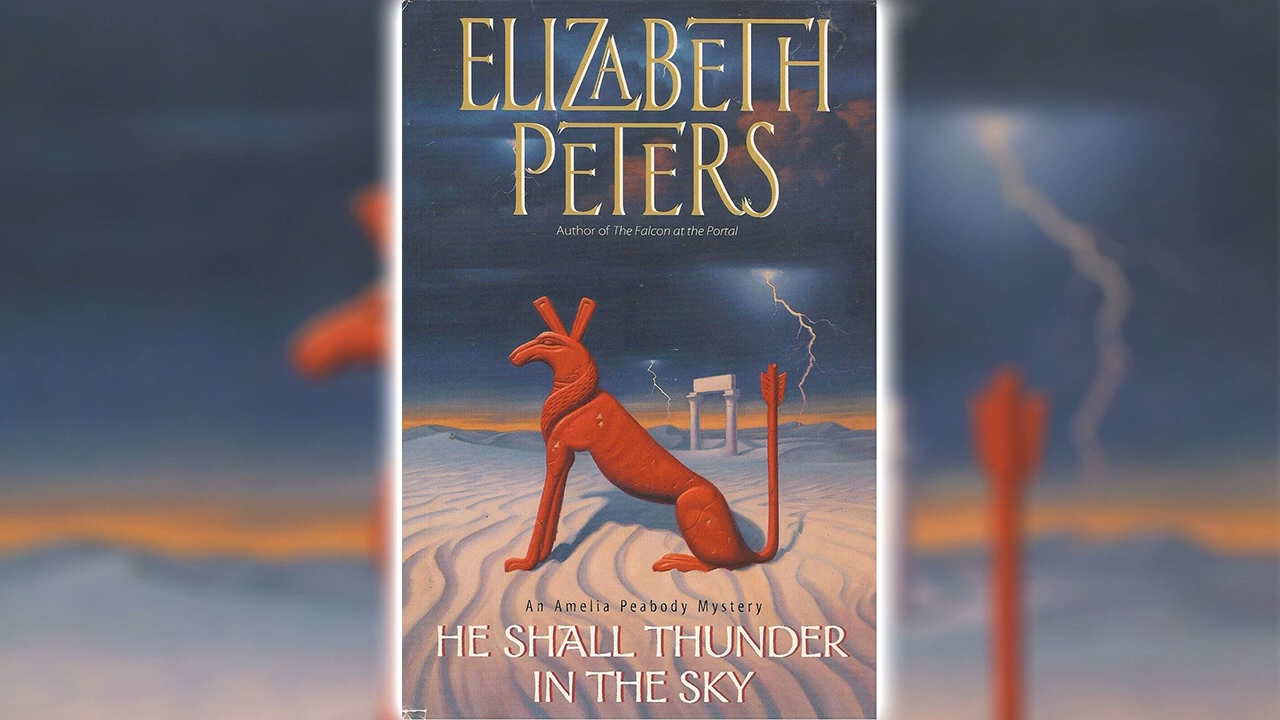 ELIZABETH
PETERS
Author of The Falcon at the Portal
An Amelia Peabody Mystery
HE SHALL THUNDER
IN THE SKY